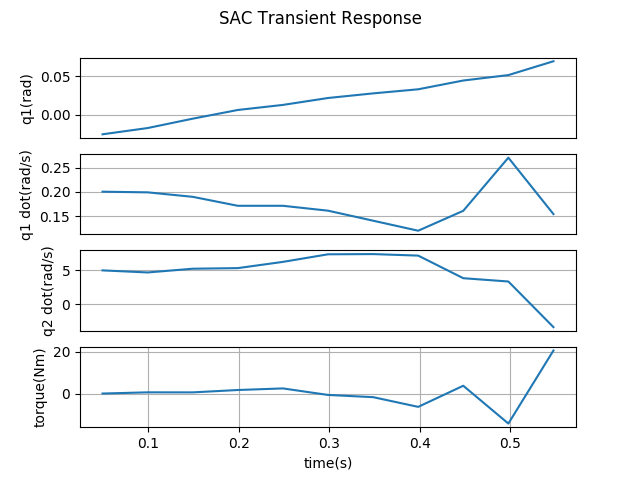 SAC Transient Response
q1(rad)
0.05
0.00
q1 dot(rad/s)
0.25
0.20
0.15
q2 dot(rad/s)
5
0
torque(Nm)
20
0
0.1 0.2 0.3 0.4 0.5
time(s)